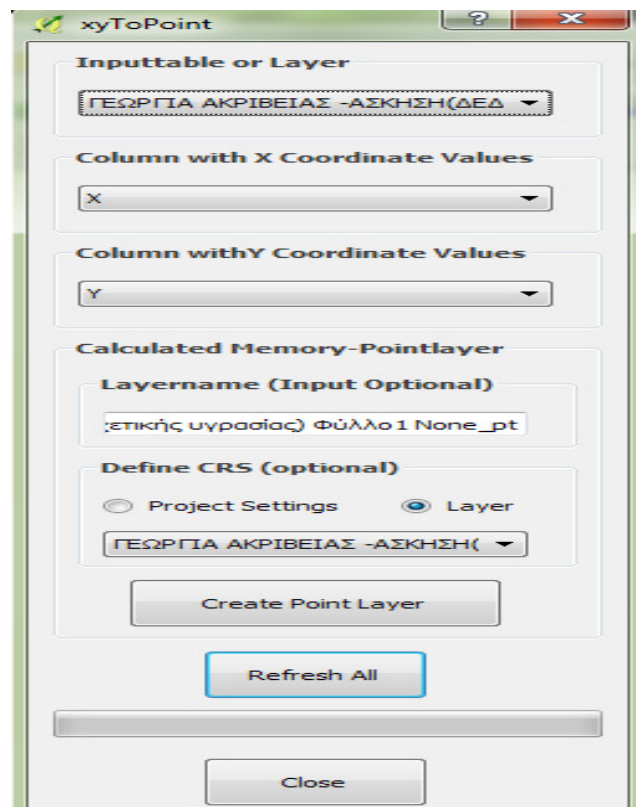 xyToPoint
Inputtable or Layer
ΓΕΩΡΓΙΑ ΑΚΡΙΒΕΙΑΣ -ΑΣΚΗΣΗ(ΔΕΔ
Column with X Coordinate Values
X
Column withY Coordinate Values
Y
Calculated Memory-Pointlayer
Layername (Input Optional)
ετικής υγρασίας) Φύλλο1 None_pt
Define CRS (optional)
Project Settings Layer
ΓΕΩΡΓΙΑ ΑΚΡΙΒΕΙΑΣ -ΑΣΚΗΣΗ(
Create Point Layer
Refresh All
Close